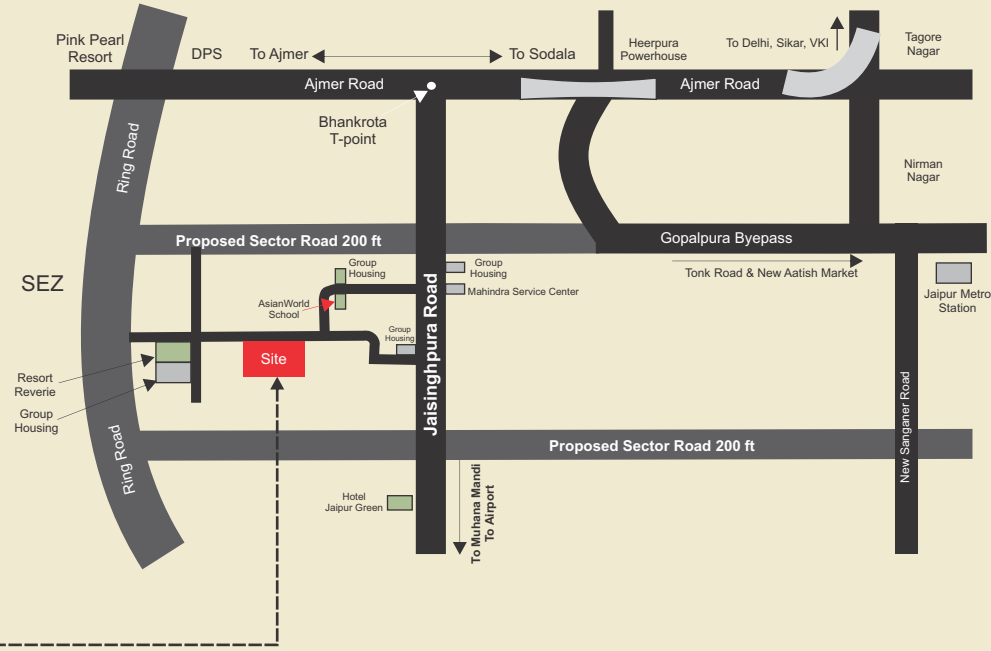 Pink Pearl
Resort
DPS
To Ajmer
To Sodala
Heerpura
Powerhouse
To Delhi, Sikar, VKI
Tagore
Nagar
Ajmer Road
Ajmer Road
Bhankrota
T-point
Ring Road
Nirman
Nagar
Proposed Sector Road 200 ft
Gopalpura Byepass
SEZ
Group
Housing
Group
Housing
Tonk Road & New Aatish Market
Jaipur Metro
Station
Mahindra Service Center
AsianWorld
School
Jaisinghpura Road
Group
Housing
Site
Resort
Reverie
Group
Housing
New Sanganer Road
Ring Road
Proposed Sector Road 200 ft
Hotel
Jaipur Green
To Muhana Mandi
To Airport